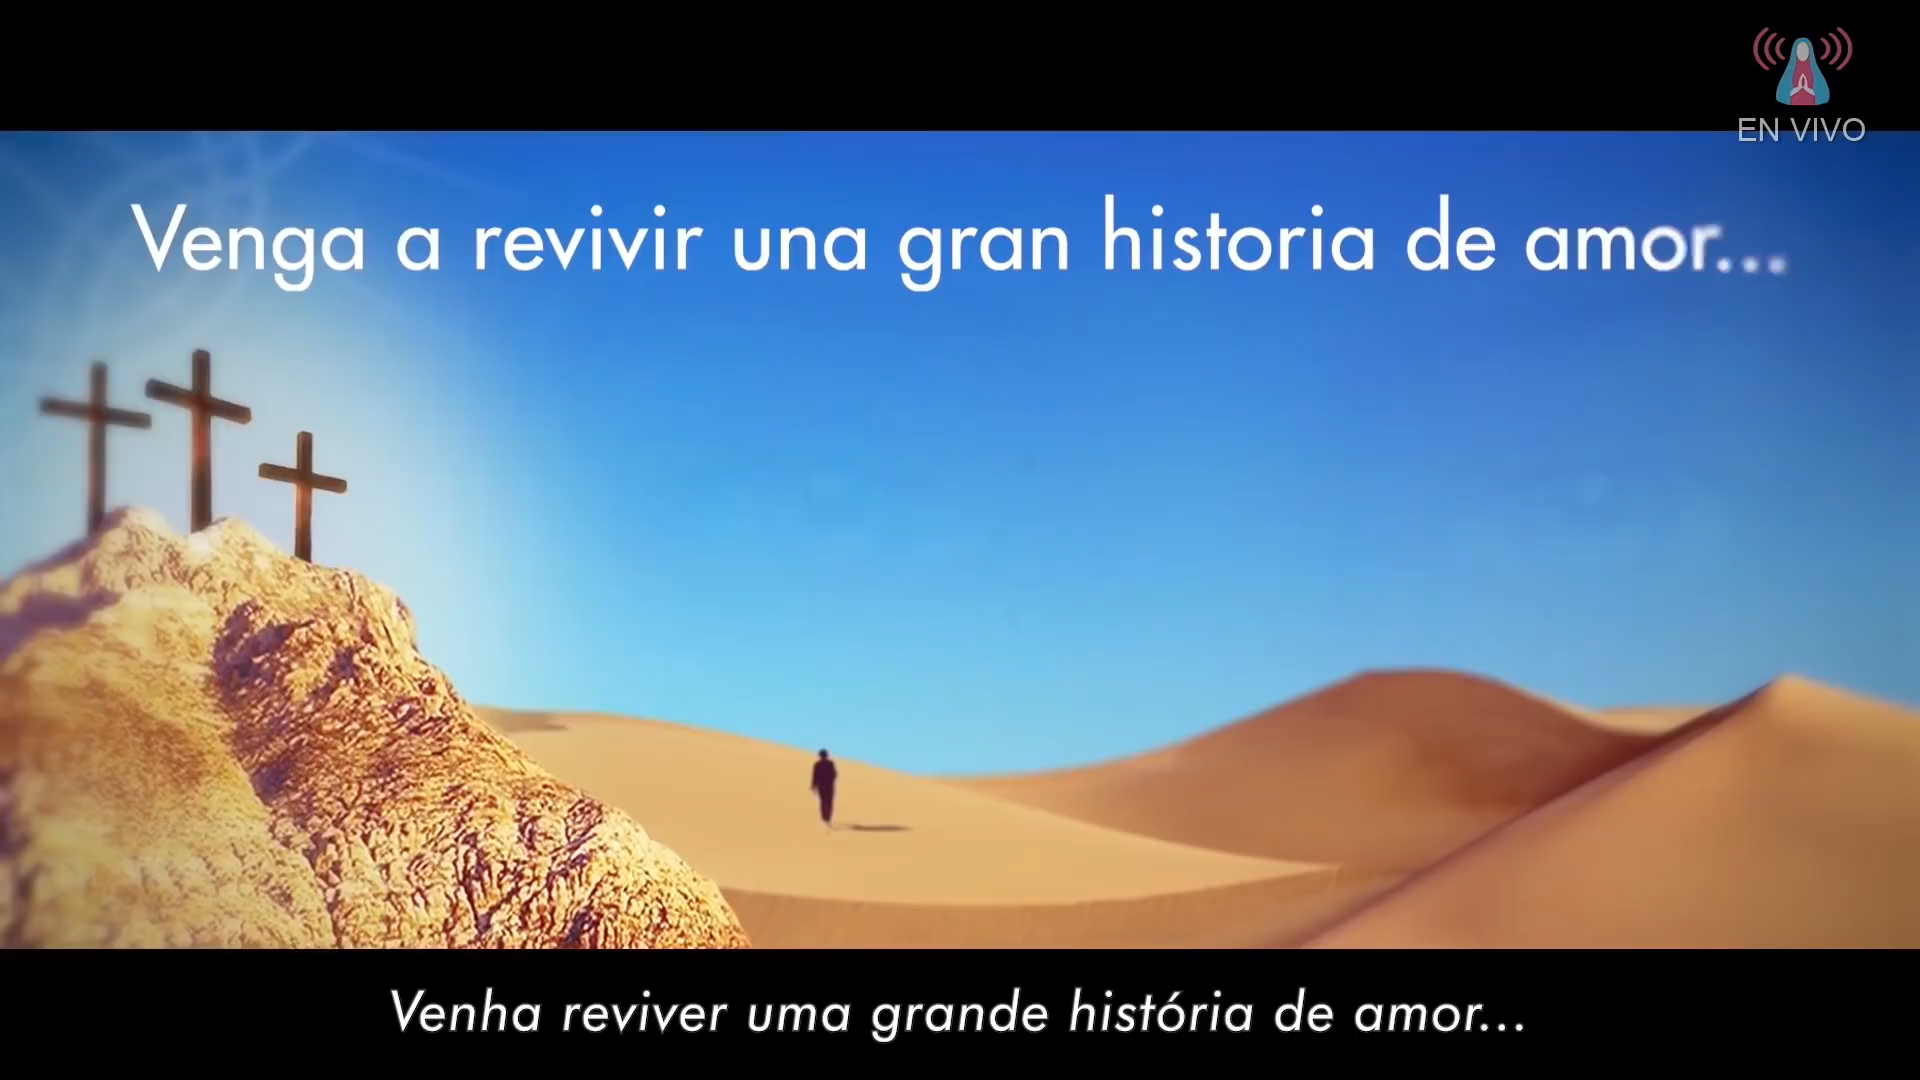 EN VIVO
Venga a revivir una gran historia de amor...
Venha reviver uma grande história de amor...